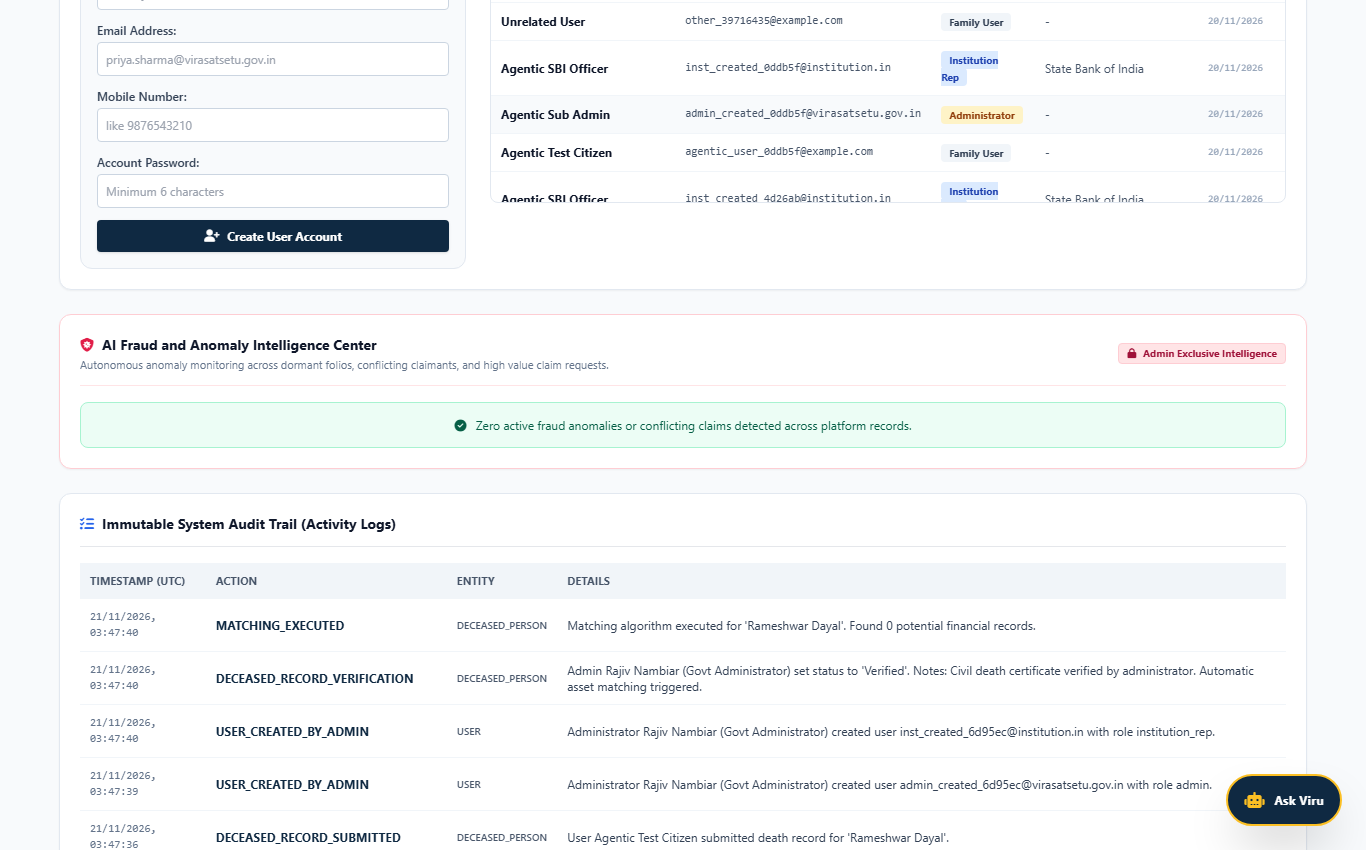 Email Address:
priya.sharma@virasatsetu.gov.in
Mobile Number:
like 9876543210
Account Password:
Minimum 6 characters
Create User Account
Unrelated User other_39716435@example.com Family User - 20/11/2026
Agentic SBI Officer inst_created_0ddb5f@institution.in Institution Rep State Bank of India 20/11/2026
Agentic Sub Admin admin_created_0ddb5f@virasatsetu.gov.in Administrator - 20/11/2026
Agentic Test Citizen agentic_user_0ddb5f@example.com Family User - 20/11/2026
Agentic SBI Officer inst_created_4d26ab@institution.in Institution State Bank of India 20/11/2026
AI Fraud and Anomaly Intelligence Center
Autonomous anomaly monitoring across dormant folios, conflicting claimants, and high value claim requests.
Admin Exclusive Intelligence
Zero active fraud anomalies or conflicting claims detected across platform records.
Immutable System Audit Trail (Activity Logs)
TIMESTAMP (UTC) ACTION ENTITY DETAILS
21/11/2026, 03:47:40 MATCHING_EXECUTED DECEASED_PERSON Matching algorithm executed for 'Rameshwar Dayal'. Found 0 potential financial records.
21/11/2026, 03:47:40 DECEASED_RECORD_VERIFICATION DECEASED_PERSON Admin Rajiv Nambiar (Govt Administrator) set status to 'Verified'. Notes: Civil death certificate verified by administrator. Automatic asset matching triggered.
21/11/2026, 03:47:40 USER_CREATED_BY_ADMIN USER Administrator Rajiv Nambiar (Govt Administrator) created user inst_created_6d95ec@institution.in with role institution_rep.
21/11/2026, 03:47:39 USER_CREATED_BY_ADMIN USER Administrator Rajiv Nambiar (Govt Administrator) created user admin_created_6d95ec@virasatsetu.gov.in with role admin.
21/11/2026, 03:47:36 DECEASED_RECORD_SUBMITTED DECEASED_PERSON User Agentic Test Citizen submitted death record for 'Rameshwar Dayal'.
Ask Viru